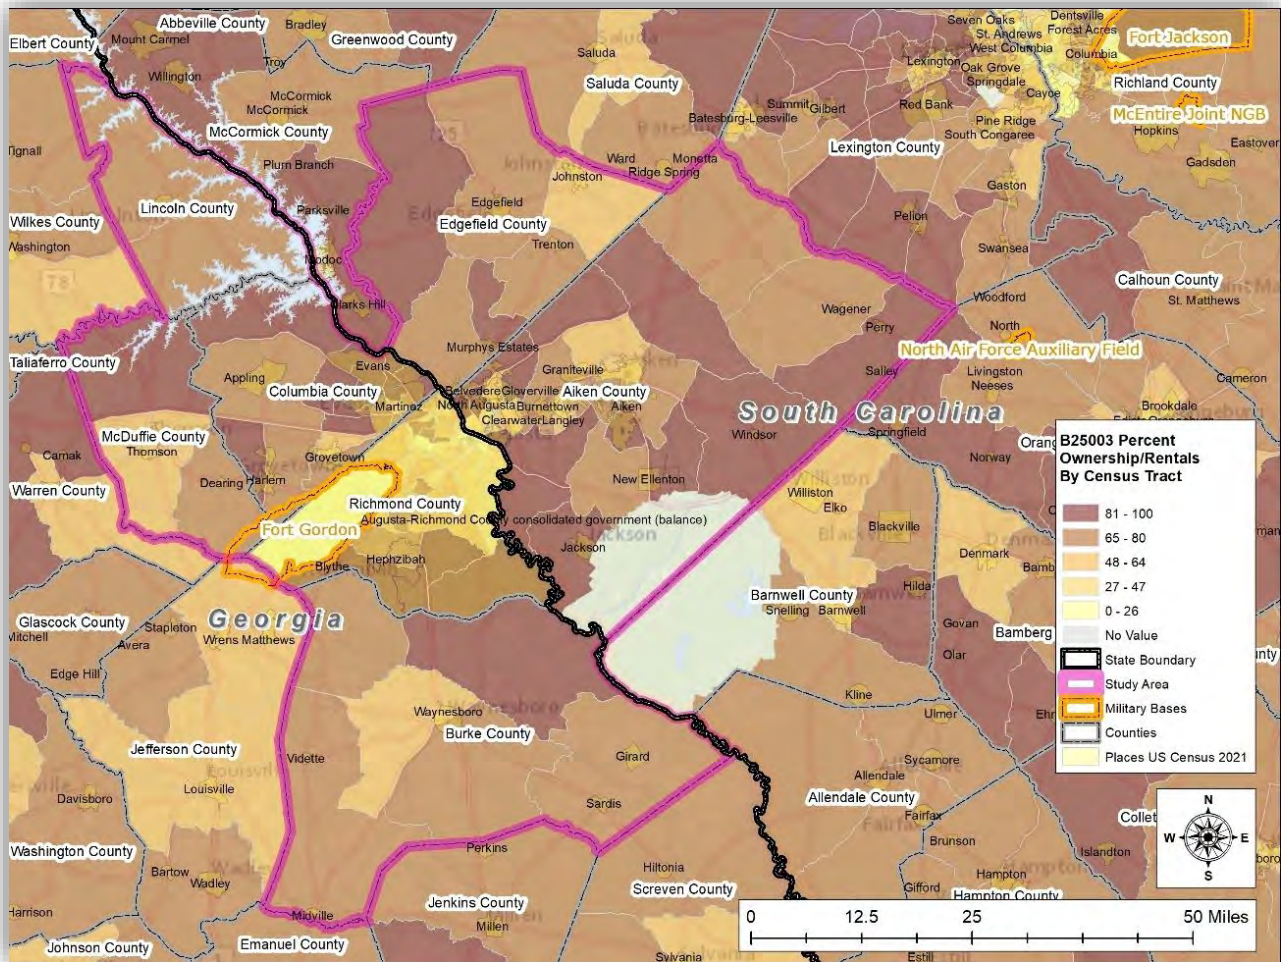 Abbeville County
Bradley
Elbert County
Mount Carmel
Greenwood County
Troy
Willington
McCormick
McCormick
McCormick County
Plum Branch
Lincoln County
Parksville
Wilkes County
Washington
78
Taliaferro County
Saluda
Saluda
Saluda County
Ward
Johnston
Ridge Spring
Monetta
Edgefield
Edgefield County
Trenton
Batesburg-Leesville
Summit
Gilbert
Lexington
Red Bank
Lexington County
Seven Oaks
St. Andrews
West Columbia
Oak Grove
Springdale
Cayce
Pine Ridge
South Congaree
Dentsville
Forest Acres
Columbia
Fort Jackson
Richland County
McEntire Joint NGB
Hopkins
Eastover
Gadsden
Gaston
Pelion
Swansea
Calhoun County
St. Matthews
Woodford
North
North Air Force Auxiliary Field
Livingston
Neeses
Cameron
Brookdale
Wagener
Perry
Salley
Springfield
Norway
South Carolina
Murphys Estates
Evans
Appling
Columbia County
Martinez
Graniteville
Belvedere
Gloverville
Aiken County
North Augusta
Burnettown
Clearwater
Langley
Aiken
Windsor
McDuffie County
Thomson
Camak
Warren County
Dearing
Harlem
Grovetown
Richmond County
Fort Gordon
Augusta-Richmond County consolidated government (balance)
New Ellenton
Jackson
Hephzibah
Blythe
Williston
Elko
Blackville
Denmark
Barnwell County
Snelling
Barnwell
Hilda
Govan
Bamberg
Olar
Glascock County
Mitchell
Stapleton
Avera
Edge Hill
Georgia
Wrens
Matthews
Waynesboro
Burke County
Jefferson County
Louisville
Vidette
Girard
Sardis
Davisboro
Washington County
Bartow
Wadley
Harrison
Johnson County
Midville
Emanuel County
Perkins
Jenkins County
Millen
Hiltonia
Screven County
Sylvania
Kline
Ulmer
Sycamore
Allendale
Allendale County
Fairfax
Brunson
Gifford
Hampton
Hampton County
Estill
Islandton
B25003 Percent
Ownership/Rentals
By Census Tract
81 - 100
65 - 80
48 - 64
27 - 47
0 - 26
No Value
State Boundary
Study Area
Military Bases
Counties
Places US Census 2021
N
W E
S
0 12.5 25 50 Miles